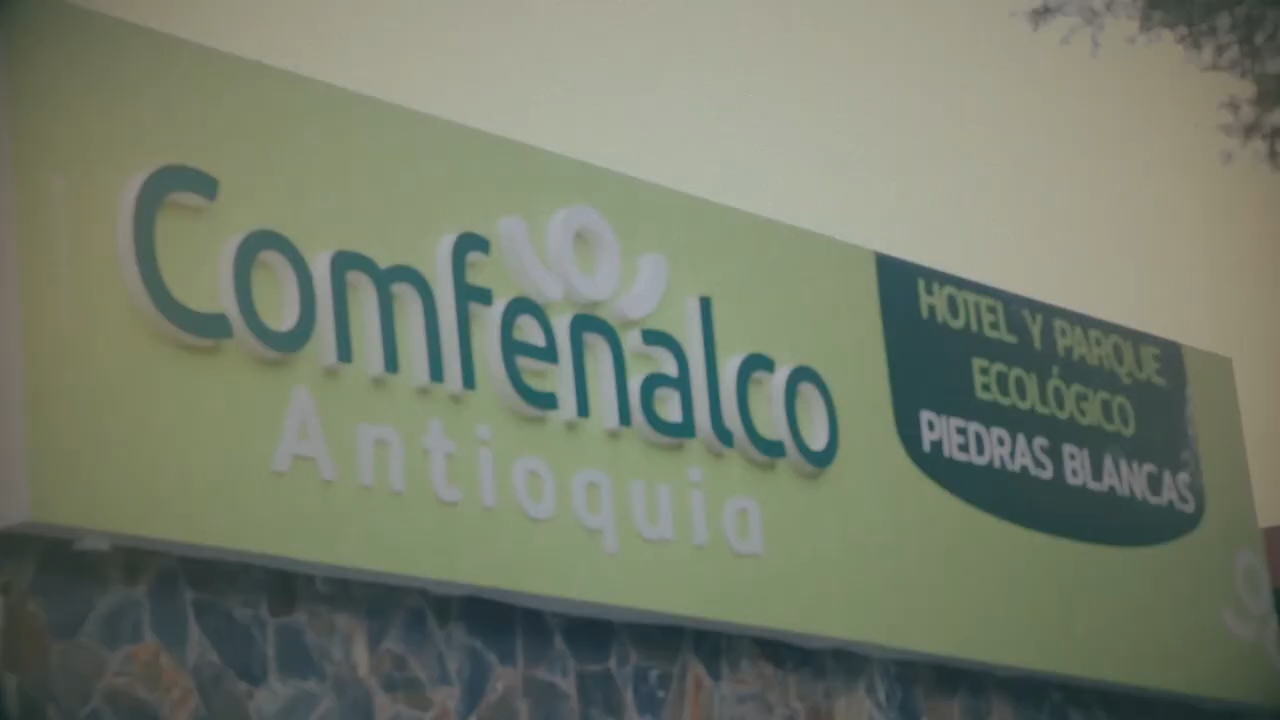 Comfenalco
Antioquia
HOTEL Y PARQUE
ECOLÓGICO
PIEDRAS BLANCAS